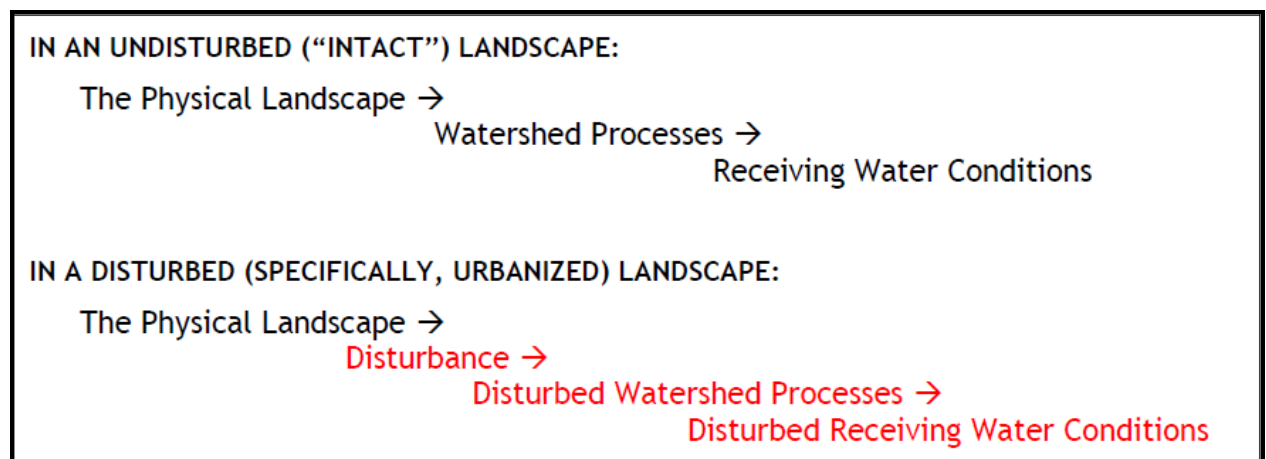 IN AN UNDISTURBED (“INTACT”) LANDSCAPE:
The Physical Landscape →
Watershed Processes →
Receiving Water Conditions
IN A DISTURBED (SPECIFICALLY, URBANIZED) LANDSCAPE:
The Physical Landscape →
Disturbance →
Disturbed Watershed Processes →
Disturbed Receiving Water Conditions